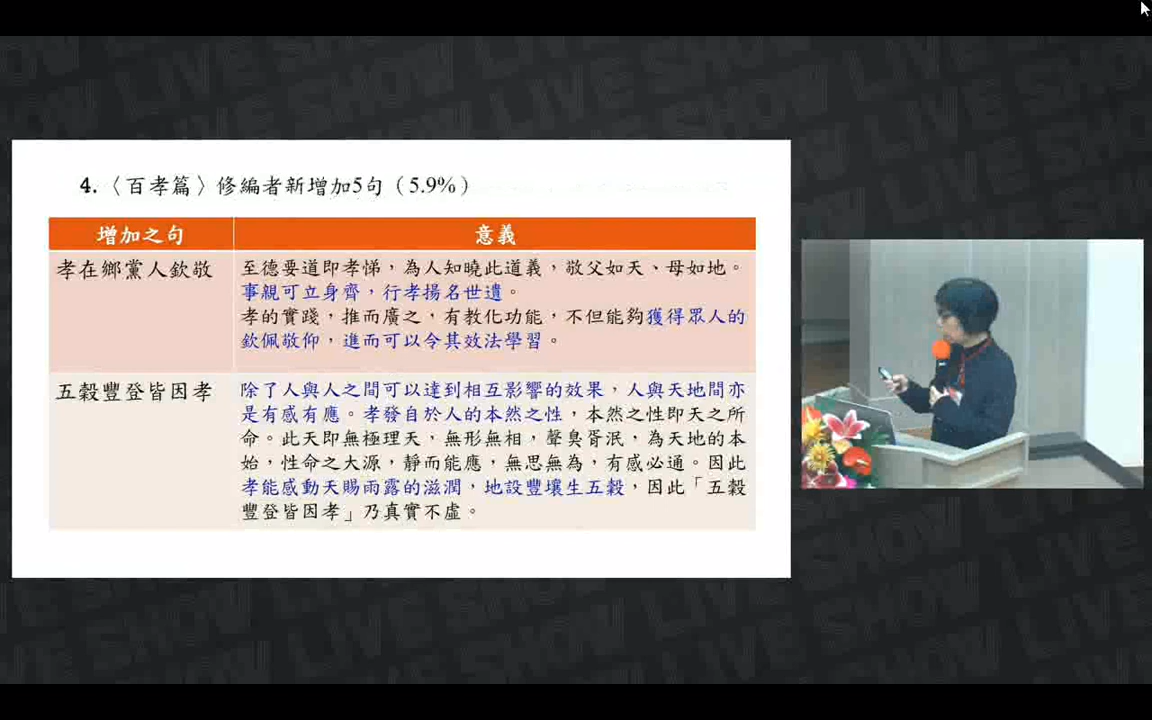 4.〈百孝篇〉修編者新增加5句（5.9%）
增加之句
意義
孝在鄉黨人欽敬
至德要道即孝悌，為人知曉此道義，敬父如天、母如地。
事親可立身齊，行孝揚名世遺。
孝的實踐，推而廣之，有教化功能，不但能夠獲得眾人的
欽佩敬仰，進而可以令其效法學習。
五穀豐登皆因孝
除了人與人之間可以達到相互影響的效果，人與天地間亦
是有感有應。孝發自於人的本然之性，本然之性即天之所
命。此天即無極理天，無形無相，聲臭胥泯，為天地的本
始，性命之大源，靜而能應，無思無為，有感必通。因此
孝能感動天賜雨露的滋潤，地設豐壤生五穀，因此「五穀
豐登皆因孝」乃真實不虛。
LIVE SHOW